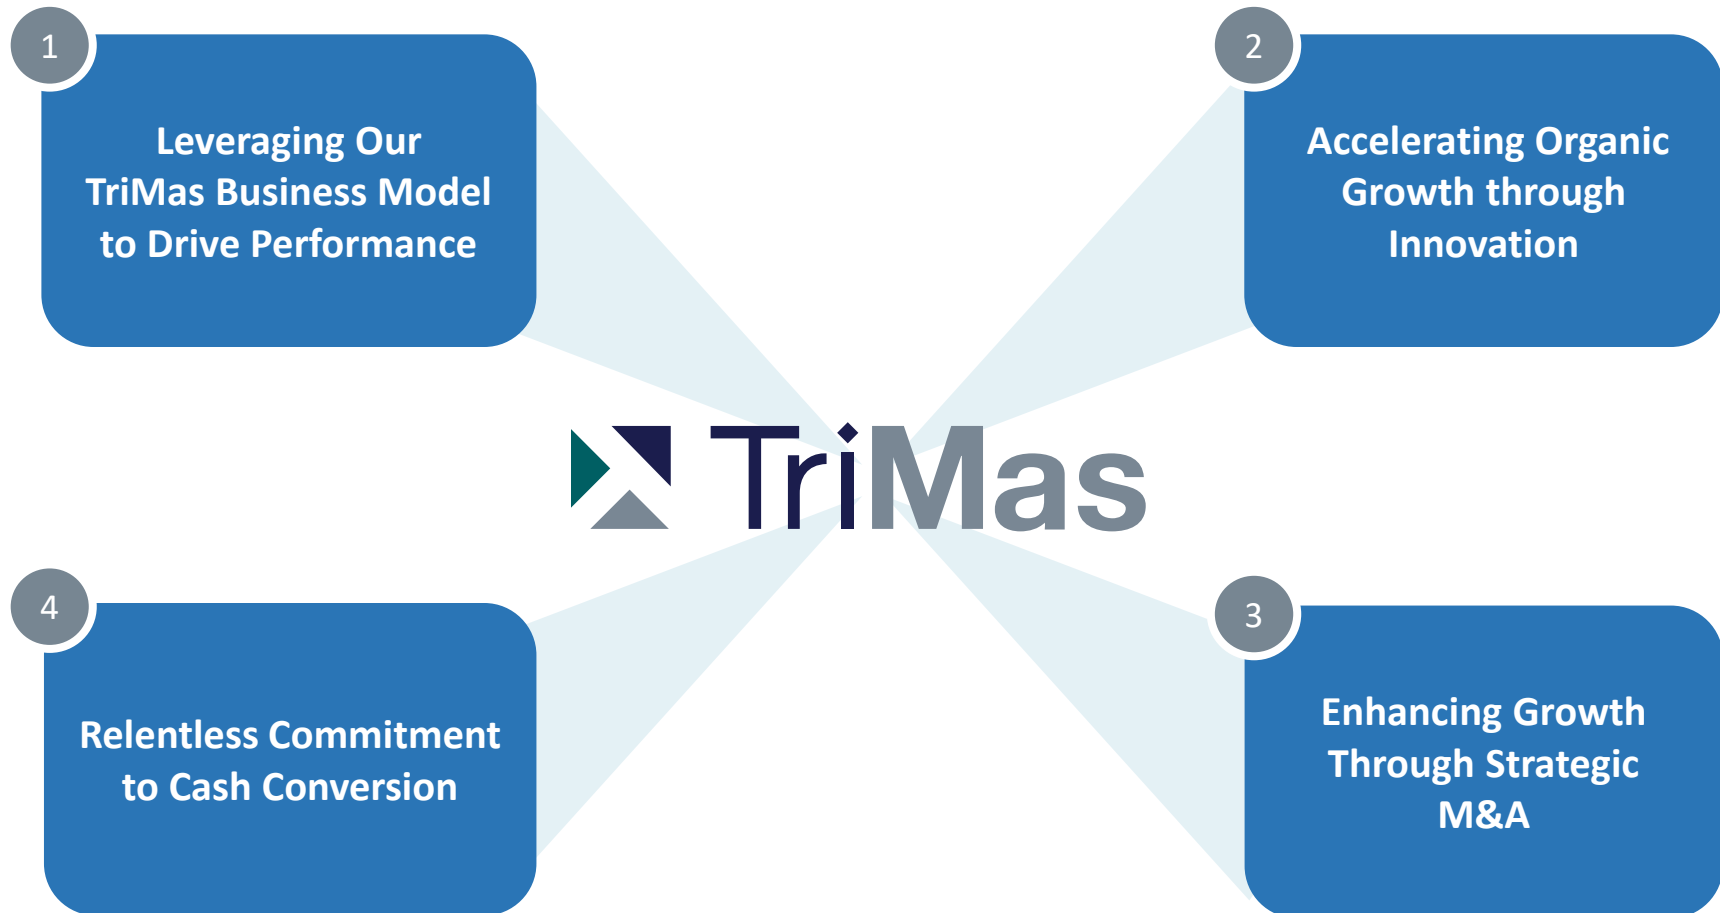 1
Leveraging Our
TriMas Business Model
to Drive Performance
2
Accelerating Organic
Growth through
Innovation
TriMas
4
Relentless Commitment
to Cash Conversion
3
Enhancing Growth
Through Strategic
M&A